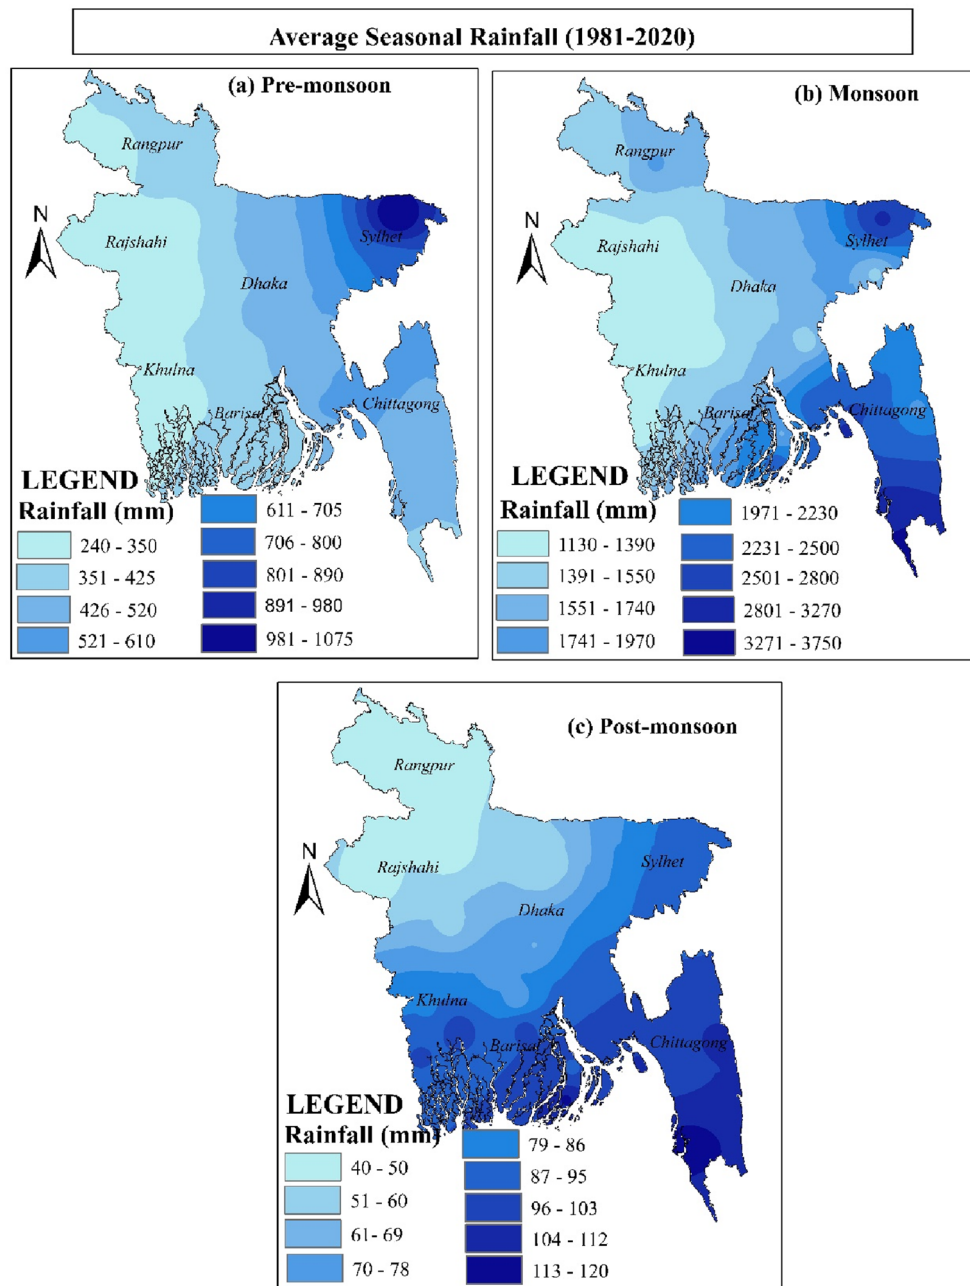 Average Seasonal Rainfall (1981-2020)
(a) Pre-monsoon
Rangpur
N
Rajshahi
Sylhet
Dhaka
Khulna
Barisal
Chittagong
LEGEND
Rainfall (mm)
240 - 350
351 - 425
426 - 520
521 - 610
611 - 705
706 - 800
801 - 890
891 - 980
981 - 1075
(b) Monsoon
Rangpur
N
Rajshahi
Sylhet
Dhaka
Khulna
Barisal
Chittagong
LEGEND
Rainfall (mm)
1130 - 1390
1391 - 1550
1551 - 1740
1741 - 1970
1971 - 2230
2231 - 2500
2501 - 2800
2801 - 3270
3271 - 3750
(c) Post-monsoon
Rangpur
N
Rajshahi
Sylhet
Dhaka
Khulna
Barisal
Chittagong
LEGEND
Rainfall (mm)
40 - 50
51 - 60
61 - 69
70 - 78
79 - 86
87 - 95
96 - 103
104 - 112
113 - 120